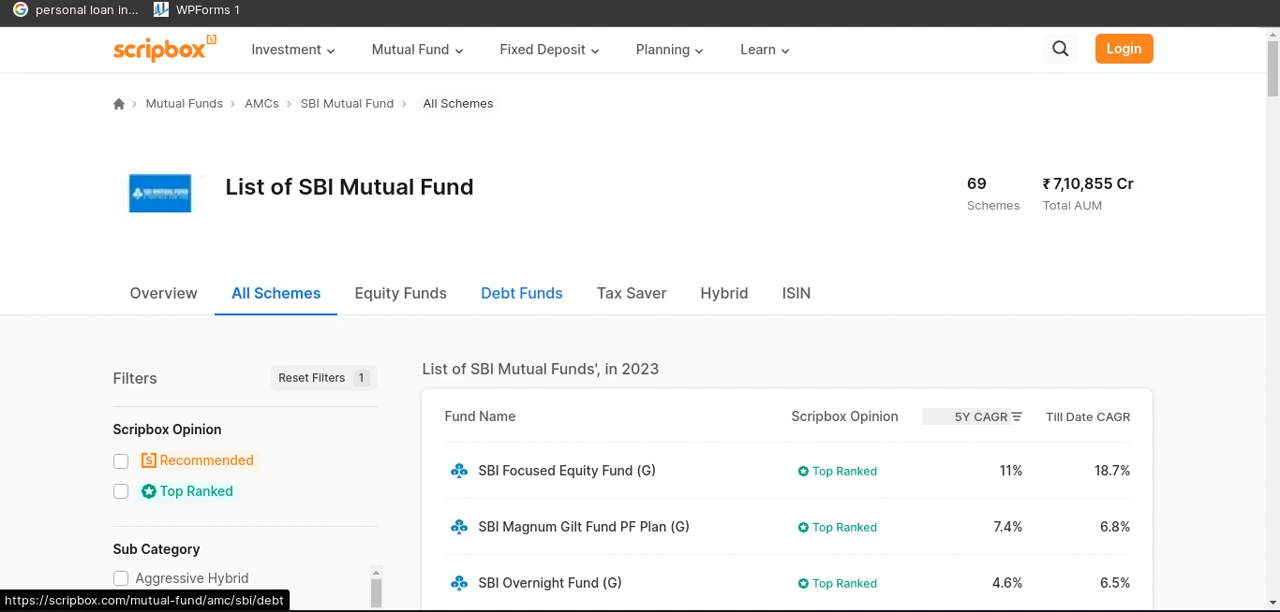 personal loan in... WPForms 1
scripbox Investment Mutual Fund Fixed Deposit Planning Learn Login
Mutual Funds > AMCs > SBI Mutual Fund > All Schemes
SBI MUTUAL FUND
List of SBI Mutual Fund
69 ₹ 7,10,855 Cr
Schemes Total AUM
Overview All Schemes Equity Funds Debt Funds Tax Saver Hybrid ISIN
Filters Reset Filters 1
Scripbox Opinion
Recommended
Top Ranked
Sub Category
Aggressive Hybrid
List of SBI Mutual Funds', in 2023
Fund Name Scripbox Opinion 5Y CAGR Till Date CAGR
SBI Focused Equity Fund (G) Top Ranked 11% 18.7%
SBI Magnum Gilt Fund PF Plan (G) Top Ranked 7.4% 6.8%
SBI Overnight Fund (G) Top Ranked 4.6% 6.5%
https://scripbox.com/mutual-fund/amc/sbi/debt